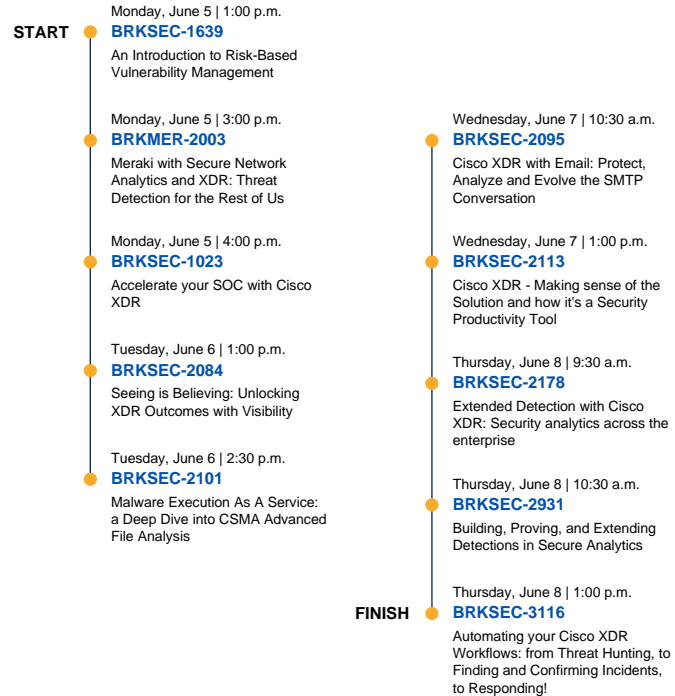 START
Monday, June 5 | 1:00 p.m.
BRKSEC-1639
An Introduction to Risk-Based
Vulnerability Management
Monday, June 5 | 3:00 p.m.
BRKMER-2003
Meraki with Secure Network
Analytics and XDR: Threat
Detection for the Rest of Us
Monday, June 5 | 4:00 p.m.
BRKSEC-1023
Accelerate your SOC with Cisco
XDR
Tuesday, June 6 | 1:00 p.m.
BRKSEC-2084
Seeing is Believing: Unlocking
XDR Outcomes with Visibility
Tuesday, June 6 | 2:30 p.m.
BRKSEC-2101
Malware Execution As A Service:
a Deep Dive into CSMA Advanced
File Analysis
Wednesday, June 7 | 10:30 a.m.
BRKSEC-2095
Cisco XDR with Email: Protect,
Analyze and Evolve the SMTP
Conversation
Wednesday, June 7 | 1:00 p.m.
BRKSEC-2113
Cisco XDR - Making sense of the
Solution and how it's a Security
Productivity Tool
Thursday, June 8 | 9:30 a.m.
BRKSEC-2178
Extended Detection with Cisco
XDR: Security analytics across the
enterprise
Thursday, June 8 | 10:30 a.m.
BRKSEC-2931
Building, Proving, and Extending
Detections in Secure Analytics
Thursday, June 8 | 1:00 p.m.
FINISH
BRKSEC-3116
Automating your Cisco XDR
Workflows: from Threat Hunting, to
Finding and Confirming Incidents,
to Responding!